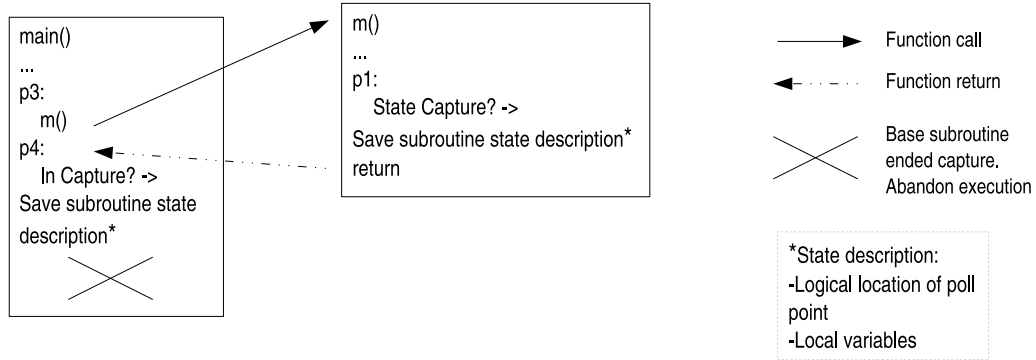 main()
...
p3:
m()
p4:
In Capture? ->
Save subroutine state
description*
m()
...
p1:
State Capture? ->
Save subroutine state description*
return
Function call
Function return
Base subroutine
ended capture.
Abandon execution
*State description:
-Logical location of poll
point
-Local variables